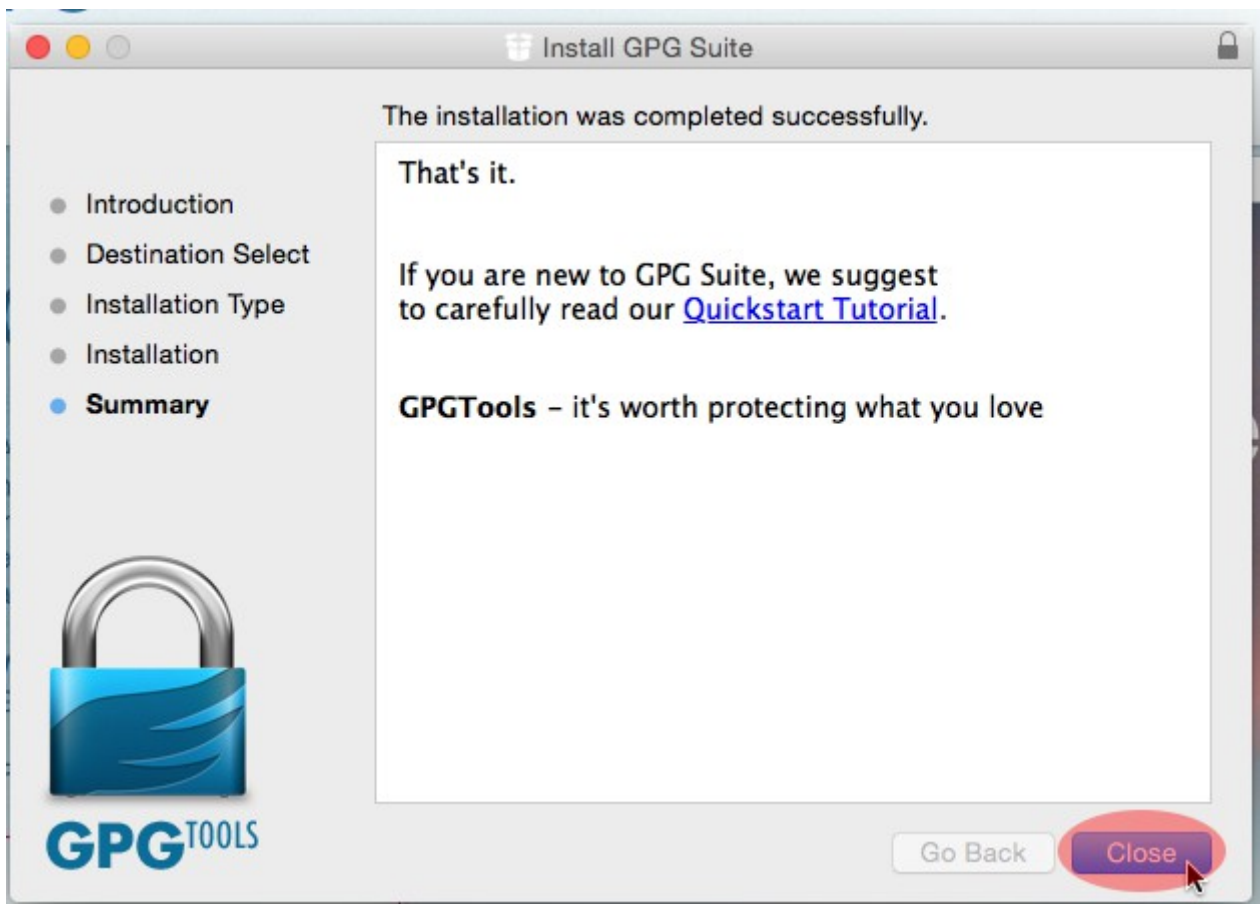 Install GPG Suite
The installation was completed successfully.
Introduction
Destination Select
Installation Type
Installation
Summary
That's it.
If you are new to GPG Suite, we suggest
to carefully read our Quickstart Tutorial.
GPGTools – it's worth protecting what you love
GPGTOOLS
Go Back
Close